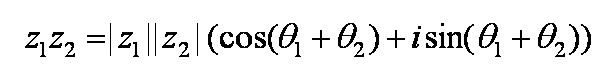 z₁z₂ =|z₁||z₂|(cos(θ₁ + θ₂) + i sin(θ₁ + θ₂))